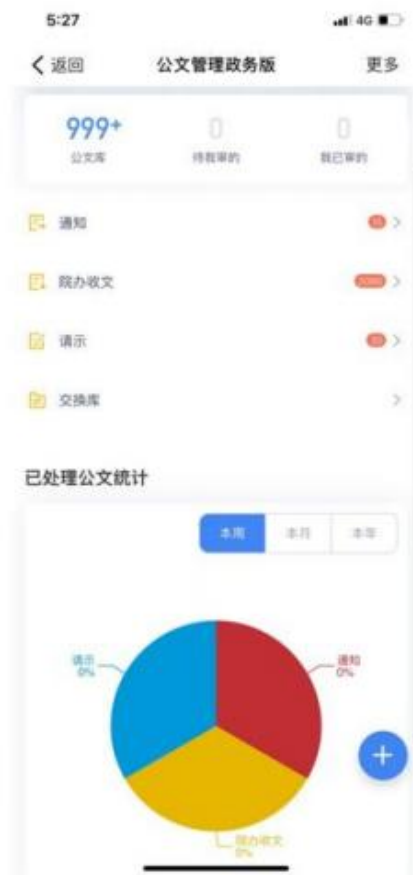 5:27 4G
返回 公文管理政务版 更多
999+ 0 0
公文库 待我审的 我已审的
通知
院办收文
请示
交换库
已处理公文统计
本周 本月 本年
请示
0%
通知
0%
院办收文
0%